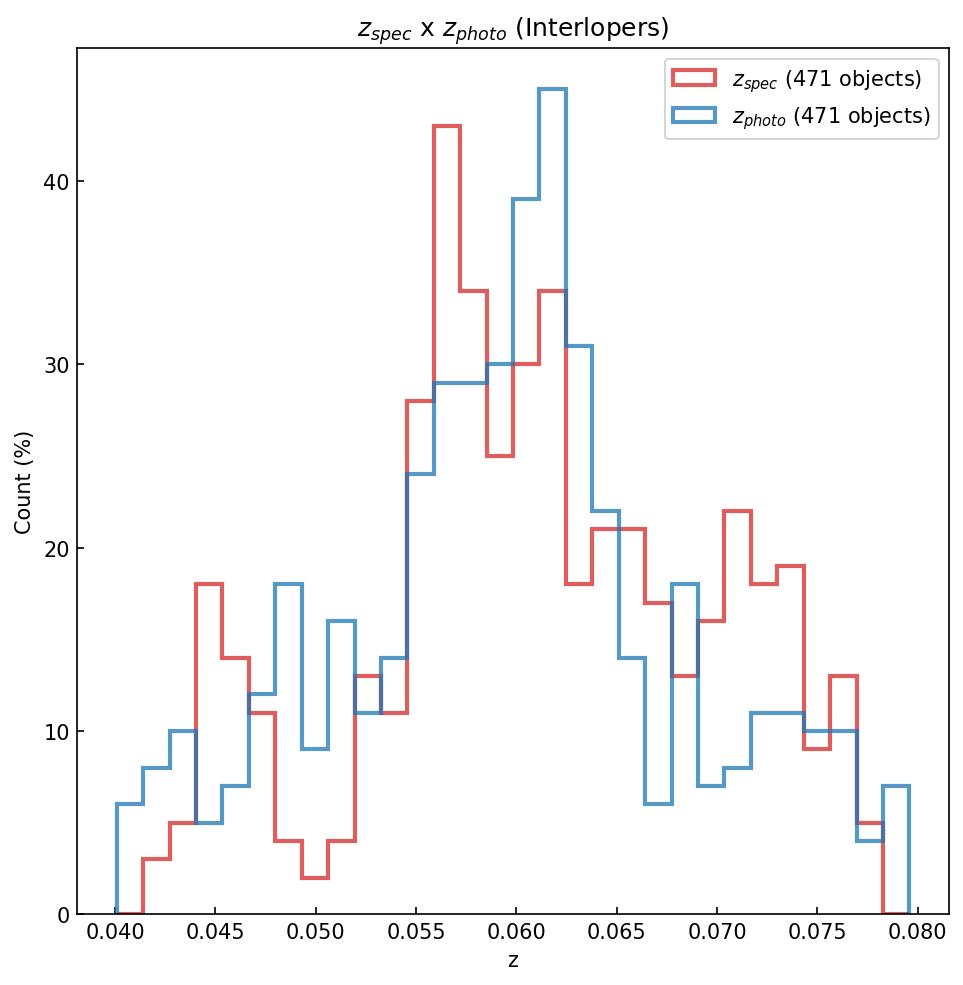 z_spec x z_photo (Interlopers)
z_spec (471 objects)
z_photo (471 objects)
Count (%)
40
30
20
10
0
0.040 0.045 0.050 0.055 0.060 0.065 0.070 0.075 0.080
z